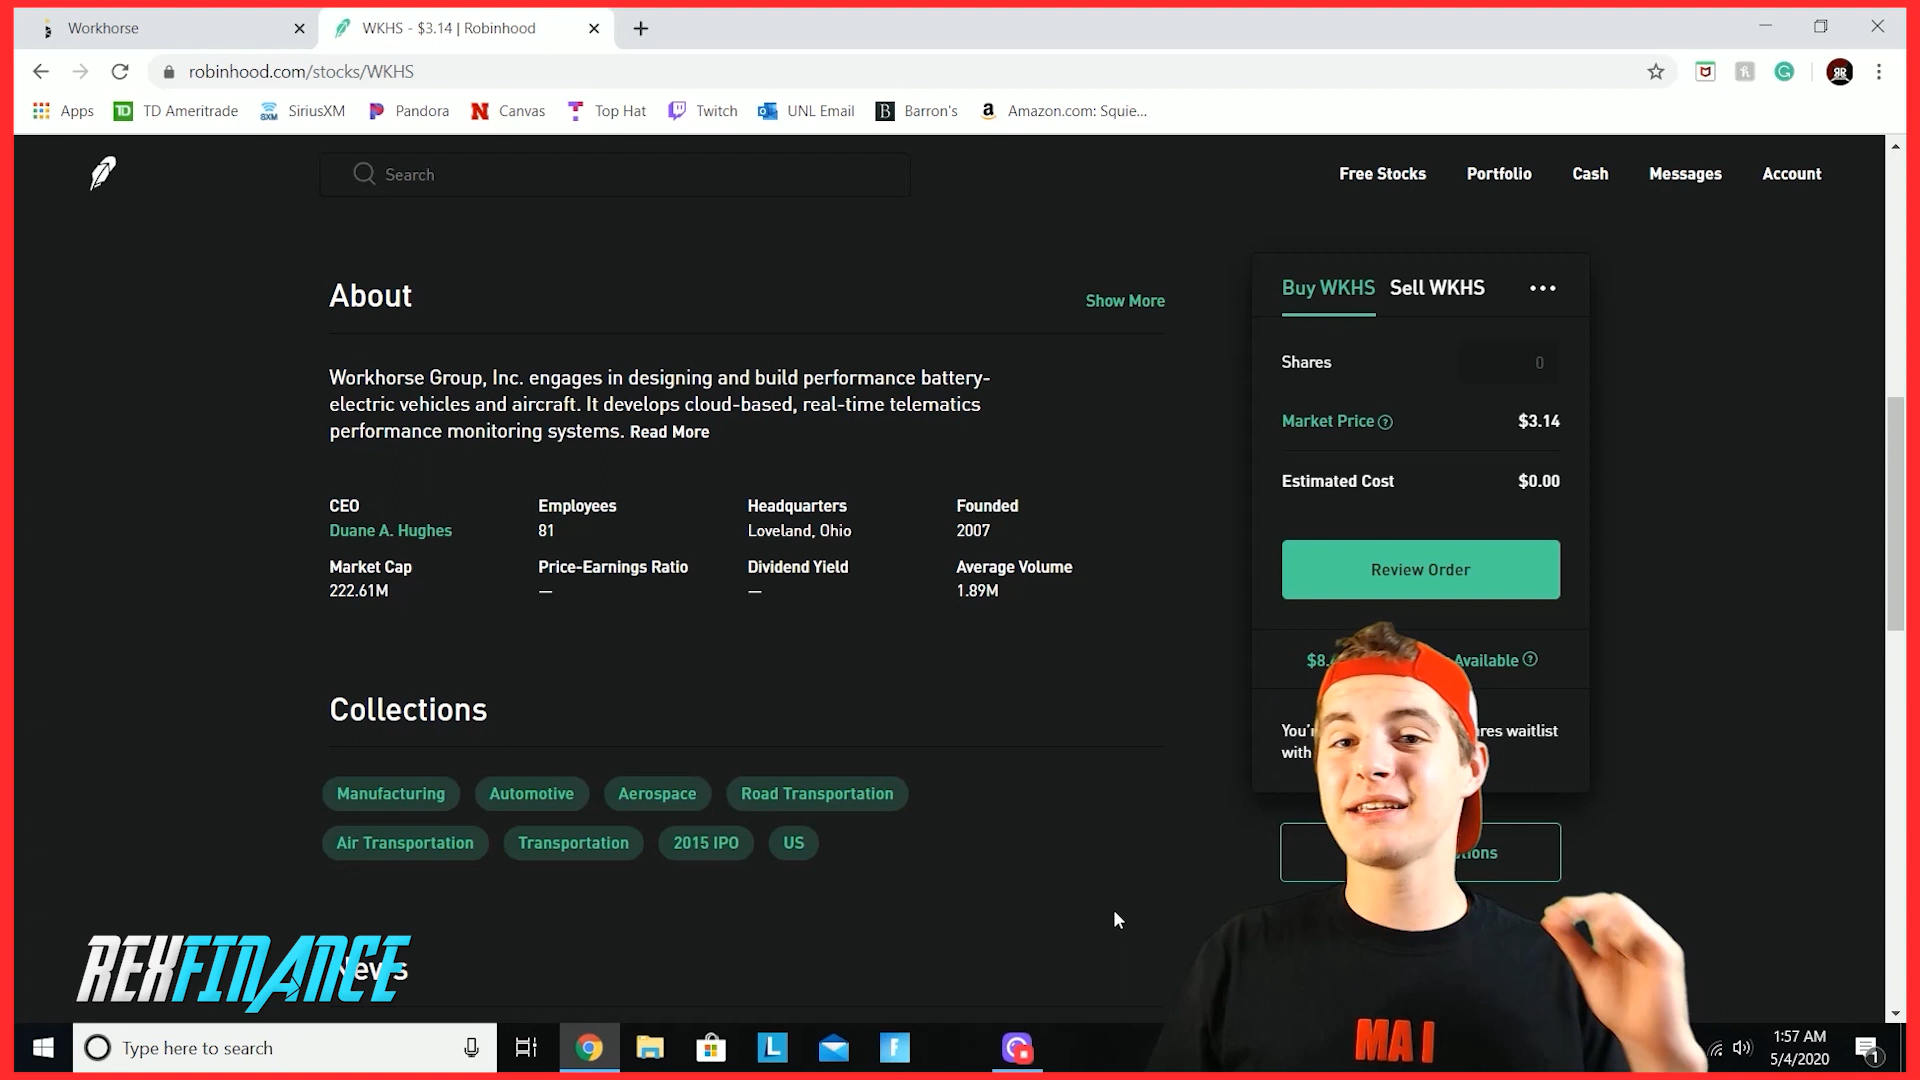 Workhorse
WKHS - $3.14 | Robinhood
robinhood.com/stocks/WKHS
Apps
TD Ameritrade
SiriusXM
Pandora
Canvas
Top Hat
Twitch
UNL Email
Barron's
Amazon.com: Squie...
Search
Free Stocks
Portfolio
Cash
Messages
Account
About
Show More
Workhorse Group, Inc. engages in designing and build performance battery-
electric vehicles and aircraft. It develops cloud-based, real-time telematics
performance monitoring systems. Read More
CEO
Duane A. Hughes
Employees
81
Headquarters
Loveland, Ohio
Founded
2007
Market Cap
222.61M
Price-Earnings Ratio
—
Dividend Yield
—
Average Volume
1.89M
Buy WKHS Sell WKHS
Shares 0
Market Price $3.14
Estimated Cost $0.00
Review Order
$8. Available
waitlist
with
Collections
Manufacturing
Automotive
Aerospace
Road Transportation
Air Transportation
Transportation
2015 IPO
US
News
REXFINANCE
MA I
Type here to search
1:57 AM
5/4/2020
1